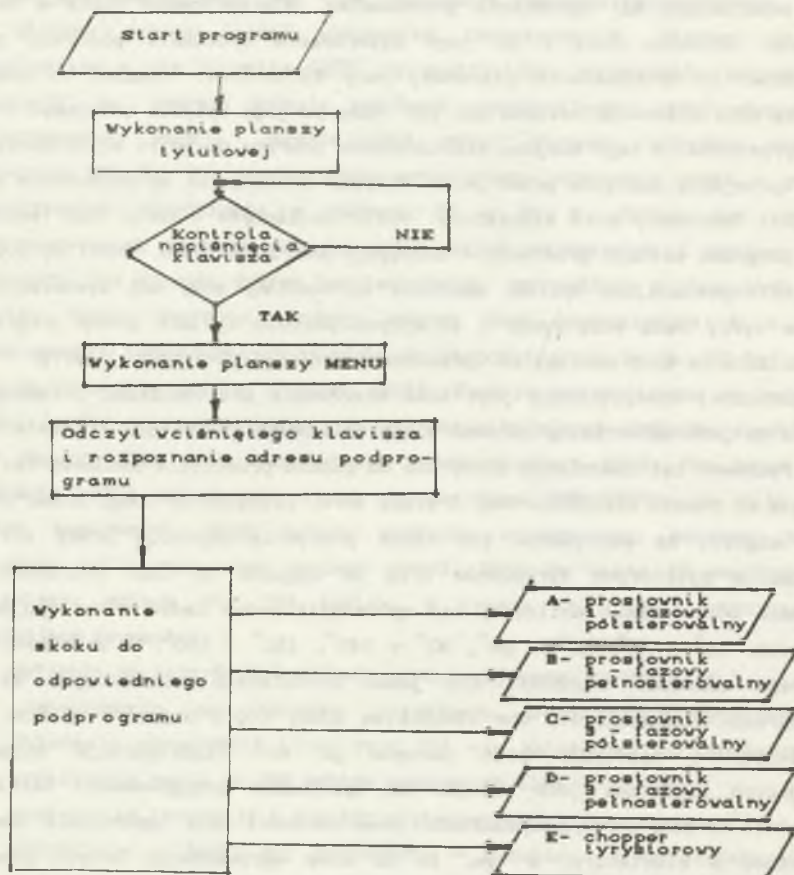 Start programu
Wykonanie planszy
tytułowej
Kontrola
naciśnięcia
klawisza
NIE
TAK
Wykonanie planszy MENU
Odczyt wciśniętego klawisza
i rozpoznanie adresu podpro-
gramu
Wykonanie
skoku do
odpowiedniego
podprogramu
A- prostownik
1 - fazowy
półsterowalny
B- prostownik
1 - fazowy
pełnosterowalny
C- prostownik
3 - fazowy
półsterowalny
D- prostownik
3 - fazowy
pełnosterowalny
E- chopper
tyrystorowy